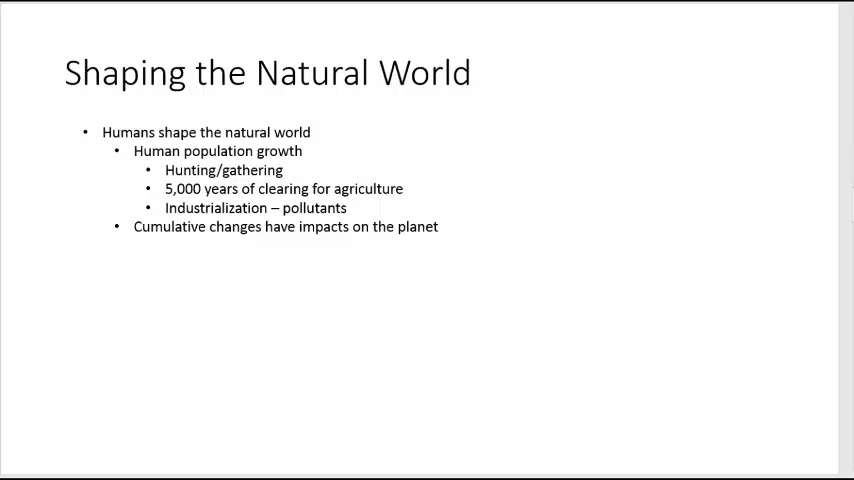 Shaping the Natural World
• Humans shape the natural world
• Human population growth
• Hunting/gathering
• 5,000 years of clearing for agriculture
• Industrialization – pollutants
• Cumulative changes have impacts on the planet